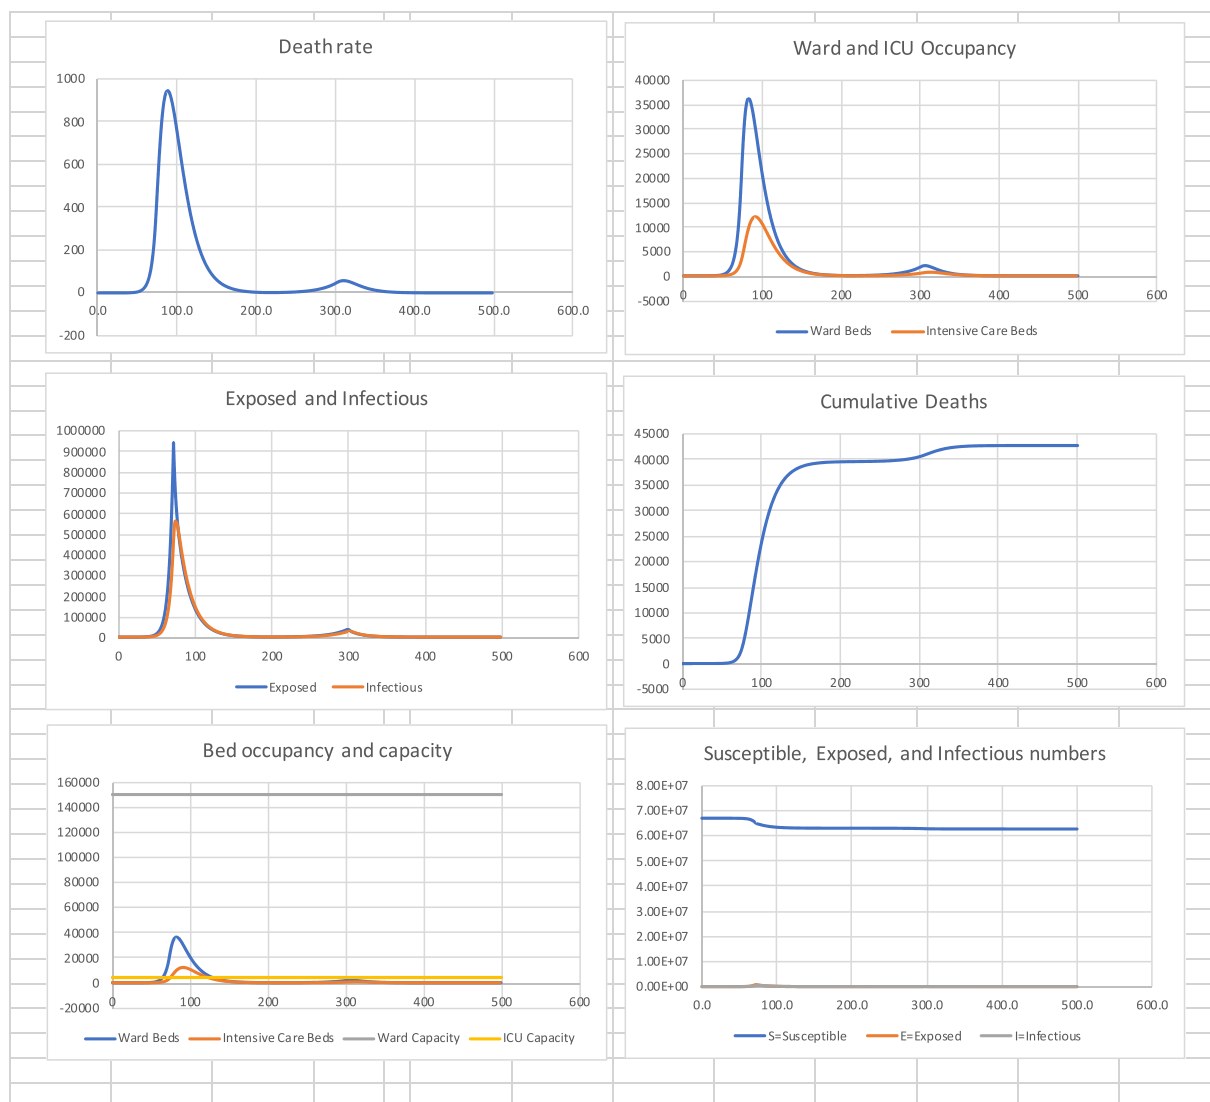 Death rate
1000
800
600
400
200
0
-200
0.0 100.0 200.0 300.0 400.0 500.0 600.0
Ward and ICU Occupancy
40000
35000
30000
25000
20000
15000
10000
5000
0
-5000
0 100 200 300 400 500 600
Ward Beds Intensive Care Beds
Exposed and Infectious
1000000
900000
800000
700000
600000
500000
400000
300000
200000
100000
0
0 100 200 300 400 500 600
Exposed Infectious
Cumulative Deaths
45000
40000
35000
30000
25000
20000
15000
10000
5000
0
-5000
0 100 200 300 400 500 600
Bed occupancy and capacity
160000
140000
120000
100000
80000
60000
40000
20000
0
-20000
0 100 200 300 400 500 600
Ward Beds Intensive Care Beds Ward Capacity ICU Capacity
Susceptible, Exposed, and Infectious numbers
8.00E+07
7.00E+07
6.00E+07
5.00E+07
4.00E+07
3.00E+07
2.00E+07
1.00E+07
0.00E+00
0.0 100.0 200.0 300.0 400.0 500.0 600.0
S=Susceptible E=Exposed I=Infectious